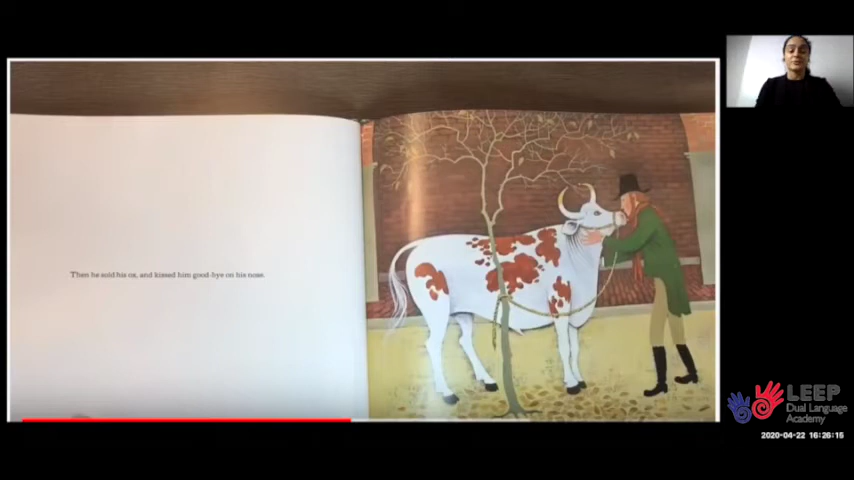 Then he sold his ox, and kissed him good-bye on his nose.
LEEP
Dual Language
Academy
2020-04-22 16:26:15